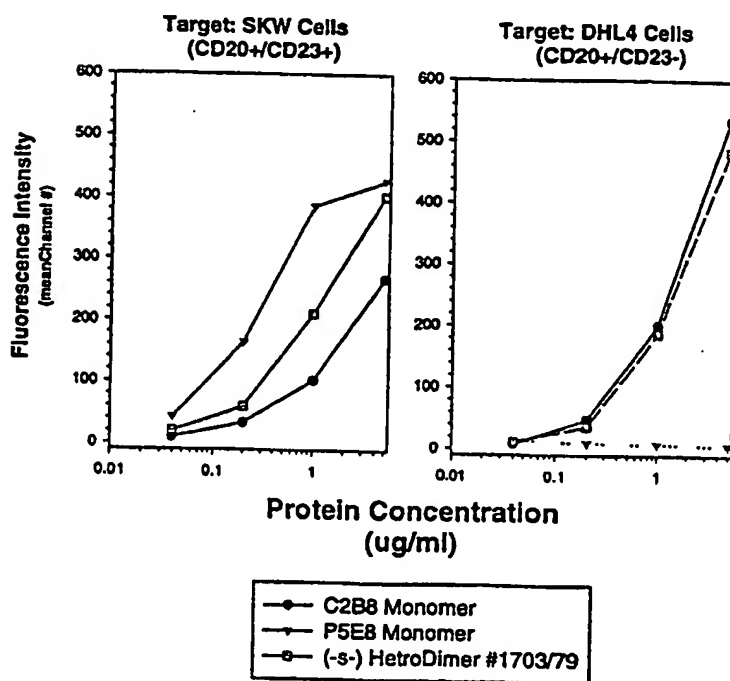 Target: SKW Cells
(CD20+/CD23+)
Target: DHL4 Cells
(CD20+/CD23-)
Fluorescence Intensity
(meanChannel #)
600
500
400
300
200
100
0
0.01
0.1
1
600
500
400
300
200
100
0
0.01
0.1
1
Protein Concentration
(ug/ml)
C2B8 Monomer
P5E8 Monomer
(-s-) HetroDimer #1703/79